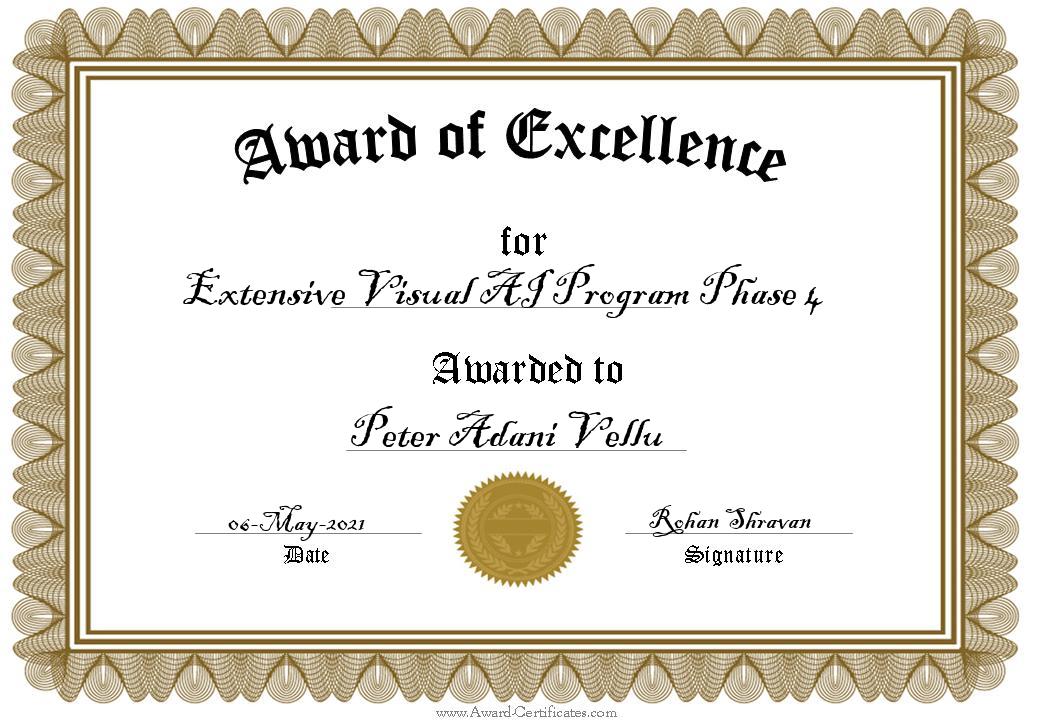 Award of Excellence
for
Extensive Visual AI Program Phase 4
Awarded to
Peter Adani Vellu
06-May-2021
Rohan Shravan
Date
Signature
www.Award-Certificates.com